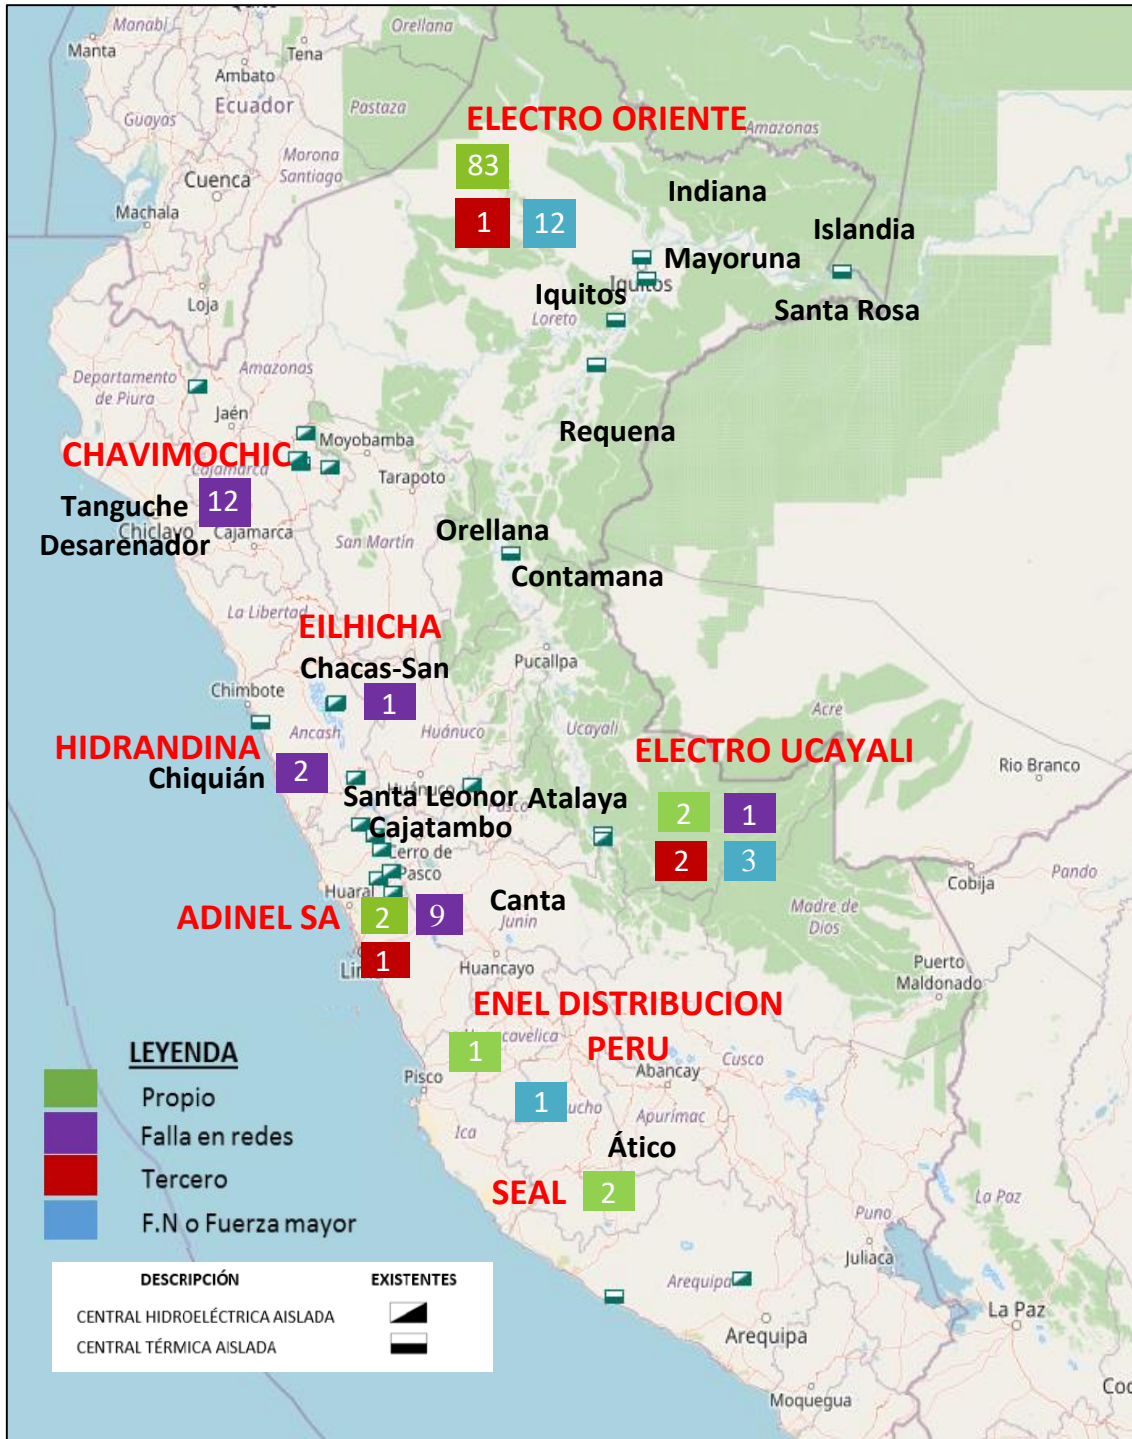 Manabí
Orellana
Manta
Tena
Ambato
Ecuador
Pastaza
Guayas
ELECTRO ORIENTE
Amazonas
Morona
Santiago
83
Cuenca
Indiana
Machala
1
12
Islandia
Mayoruna
Iquitos
Iquitos
Loja
Loreto
Santa Rosa
Amazonas
Departamento
de Piura
Jaén
Requena
Moyobamba
CHAVIMOCHIC
Cajamarca
Tarapoto
Tanguche
12
Chiclayo
Cajamarca
Desarenador
San Martín
Orellana
Contamana
La Libertad
EILHICHA
Chacas-San
Pucallpa
1
Chimbote
Ancash
Huánuco
Ucayali
Acre
HIDRANDINA
ELECTRO UCAYALI
Chiquián
2
Rio Branco
Huánuco
Santa Leonor
Atalaya
Pasco
2
1
Cajatambo
Cerro de
Pasco
2
3
Cobija
Pando
Huaral
Canta
Junín
Madre de
Dios
ADINEL SA
2
9
1
Huancayo
Puerto
Maldonado
ENEL DISTRIBUCION
PERU
1
Cusco
Pisco
Abancay
1
Apurímac
Ica
Ático
SEAL
2
La Paz
Puno
Juliaca
Arequipa
La Paz
Arequipa
Moquegua
LEYENDA
Propio
Falla en redes
Tercero
F.N o Fuerza mayor
DESCRIPCIÓN EXISTENTES
CENTRAL HIDROELÉCTRICA AISLADA
CENTRAL TÉRMICA AISLADA